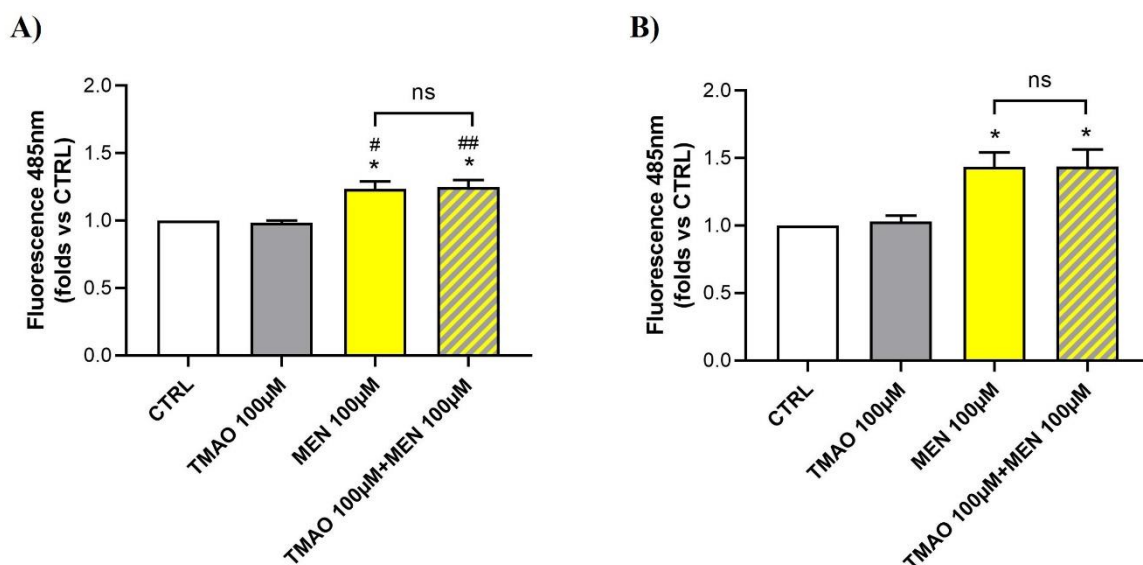 A)
Fluorescence 485nm
(folds vs CTRL)
2.0
1.5
1.0
0.5
0.0
ns
#
*
##
*
CTRL
TMAO 100µM
MEN 100µM
TMAO 100µM+MEN 100µM
B)
Fluorescence 485nm
(folds vs CTRL)
2.0
1.5
1.0
0.5
0.0
ns
*
*
CTRL
TMAO 100µM
MEN 100µM
TMAO 100µM+MEN 100µM